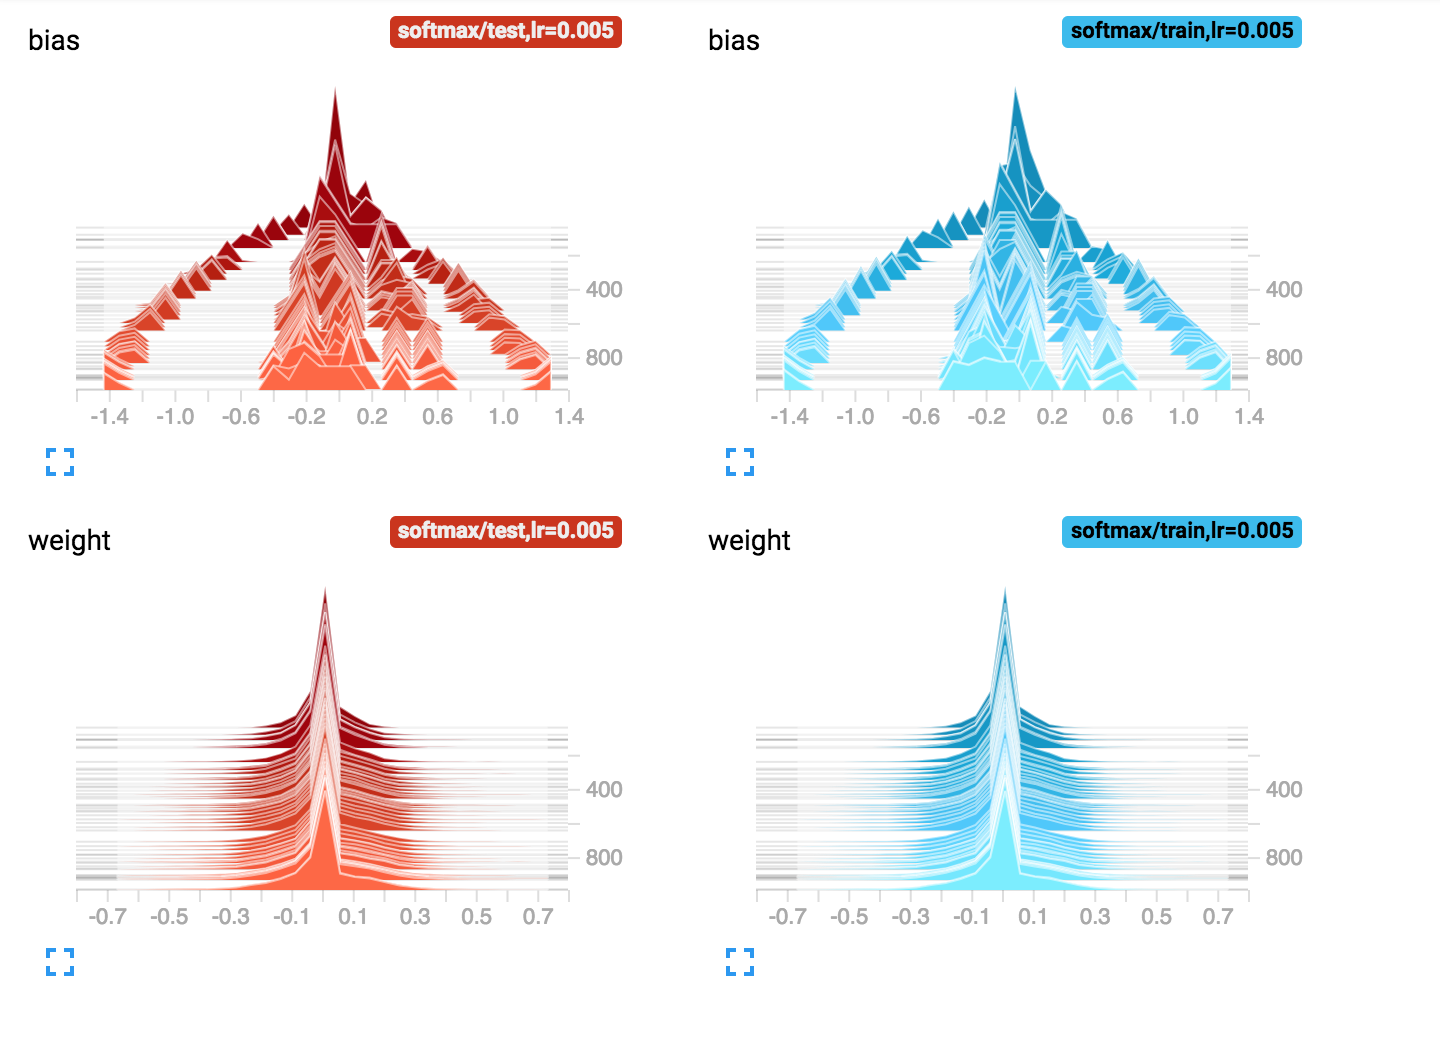 bias softmax/test,lr=0.005 bias softmax/train,lr=0.005
400 400
800 800
-1.4 -1.0 -0.6 -0.2 0.2 0.6 1.0 1.4 -1.4 -1.0 -0.6 -0.2 0.2 0.6 1.0 1.4
weight softmax/test,lr=0.005 weight softmax/train,lr=0.005
400 400
800 800
-0.7 -0.5 -0.3 -0.1 0.1 0.3 0.5 0.7 -0.7 -0.5 -0.3 -0.1 0.1 0.3 0.5 0.7